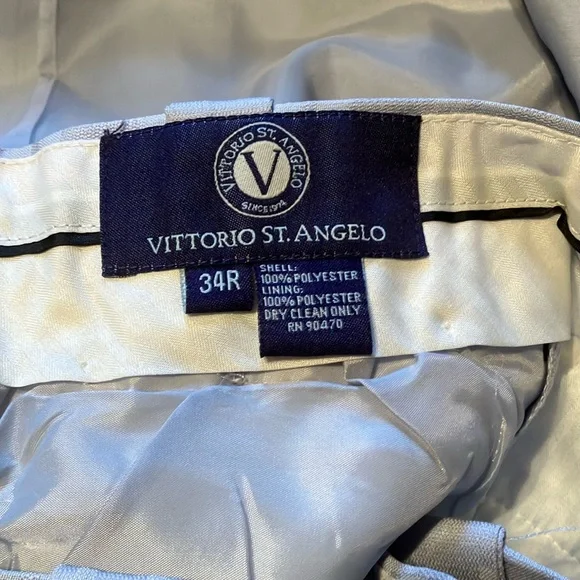 VITTORIO ST. ANGELO
V
SINCE 1974
VITTORIO ST. ANGELO
34R
SHELL:
100% POLYESTER
LINING:
100% POLYESTER
DRY CLEAN ONLY
RN 90470